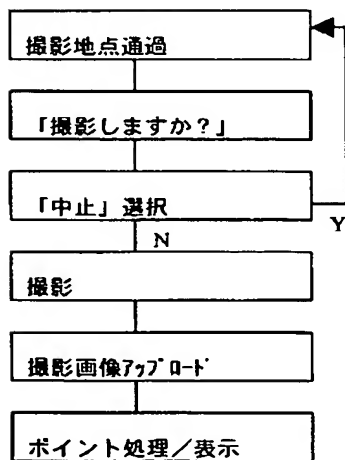 撮影地点通過
「撮影しますか？」
「中止」選択
Y
N
撮影
撮影画像ｱｯﾌﾟﾛｰﾄﾞ
ポイント処理／表示